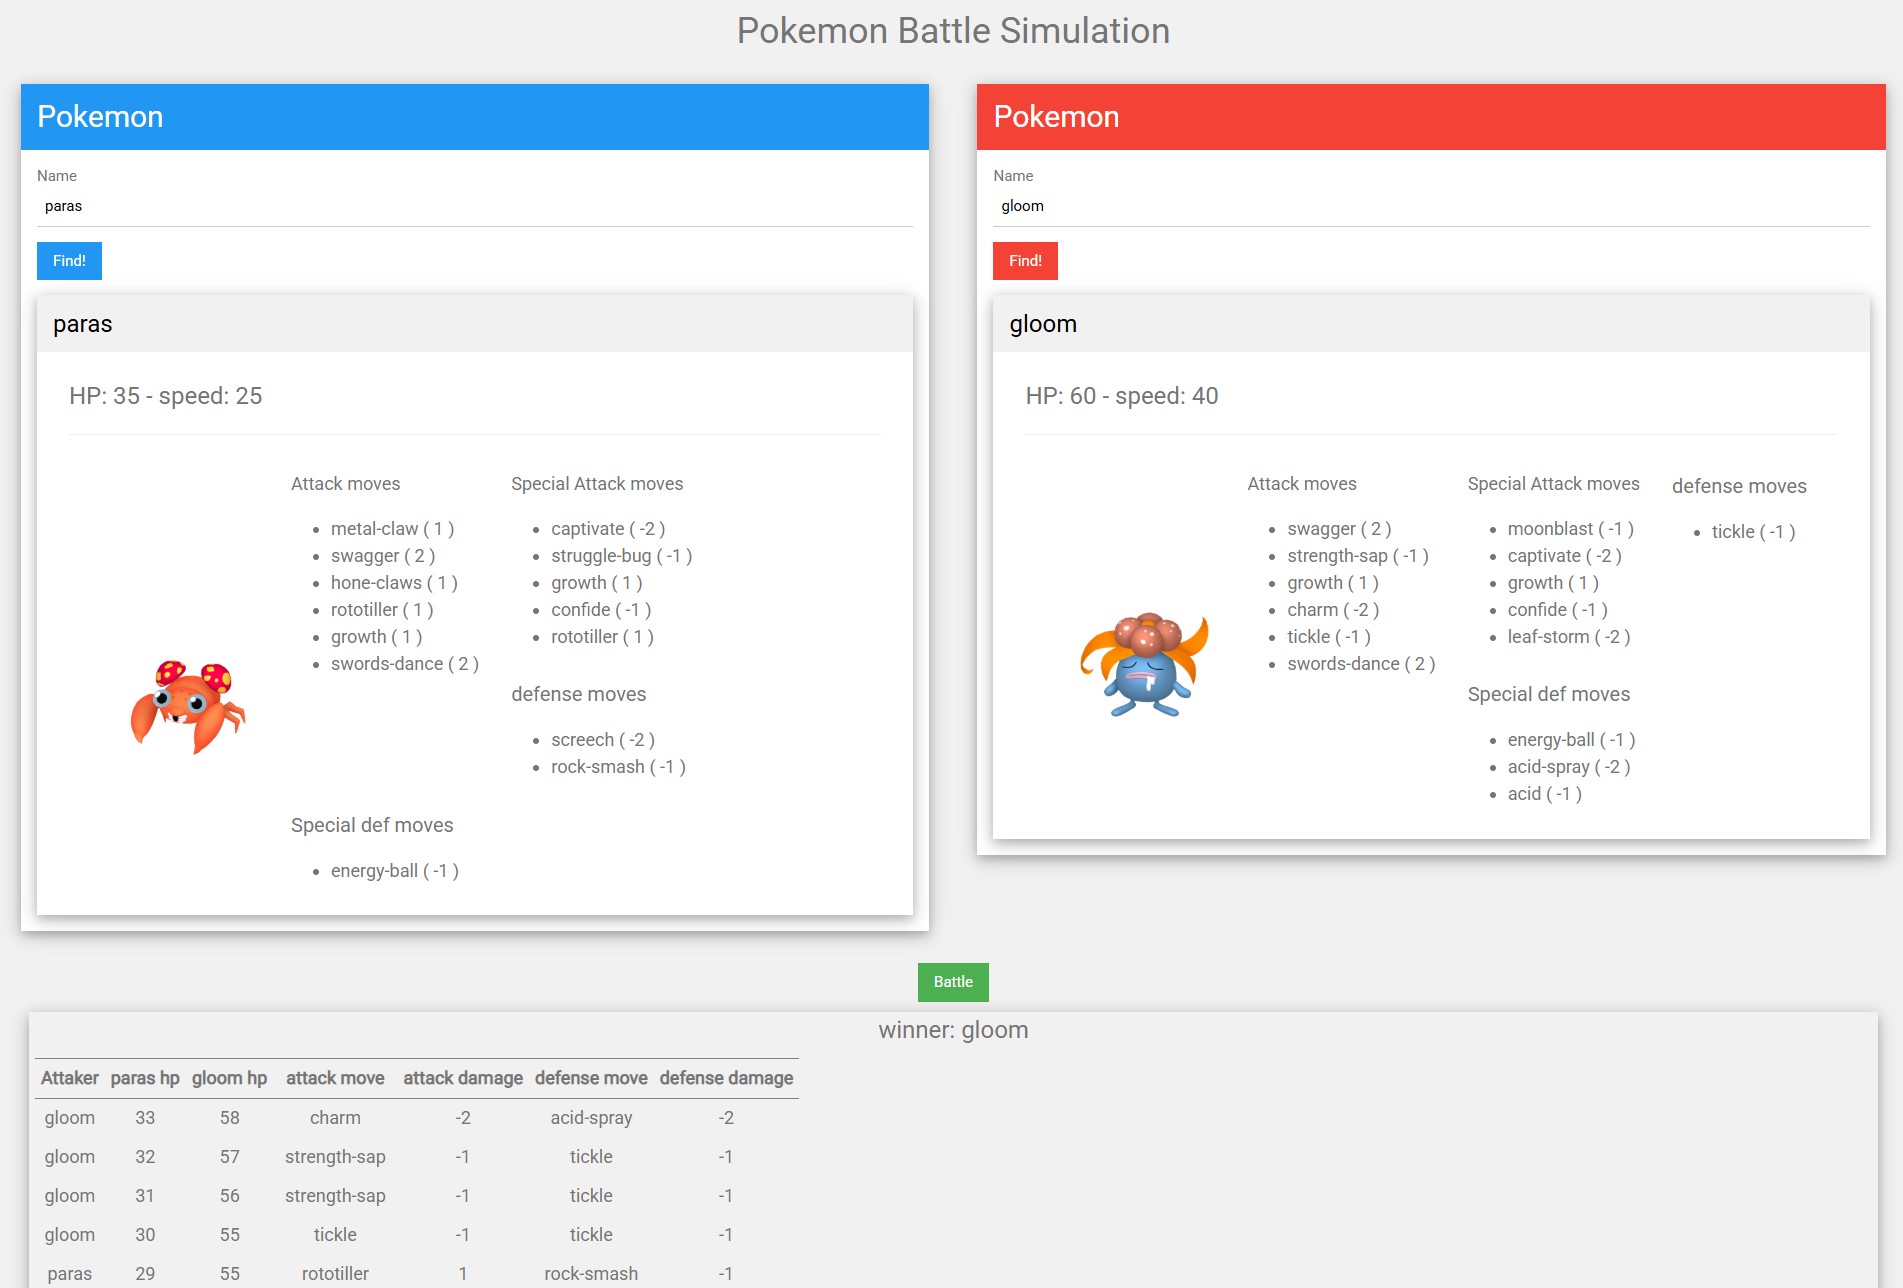 Pokemon Battle Simulation
Pokemon
Name
paras
Find!
paras
HP: 35 - speed: 25
Attack moves
metal-claw ( 1 )
swagger ( 2 )
hone-claws ( 1 )
rototiller ( 1 )
growth ( 1 )
swords-dance ( 2 )
Special Attack moves
captivate ( -2 )
struggle-bug ( -1 )
growth ( 1 )
confide ( -1 )
rototiller ( 1 )
defense moves
screech ( -2 )
rock-smash ( -1 )
Special def moves
energy-ball ( -1 )
Pokemon
Name
gloom
Find!
gloom
HP: 60 - speed: 40
Attack moves
swagger ( 2 )
strength-sap ( -1 )
growth ( 1 )
charm ( -2 )
tickle ( -1 )
swords-dance ( 2 )
Special Attack moves
moonblast ( -1 )
captivate ( -2 )
growth ( 1 )
confide ( -1 )
leaf-storm ( -2 )
defense moves
tickle ( -1 )
Special def moves
energy-ball ( -1 )
acid-spray ( -2 )
acid ( -1 )
Battle
winner: gloom
Attaker paras hp gloom hp attack move attack damage defense move defense damage
gloom 33 58 charm -2 acid-spray -2
gloom 32 57 strength-sap -1 tickle -1
gloom 31 56 strength-sap -1 tickle -1
gloom 30 55 tickle -1 tickle -1
paras 29 55 rototiller 1 rock-smash -1